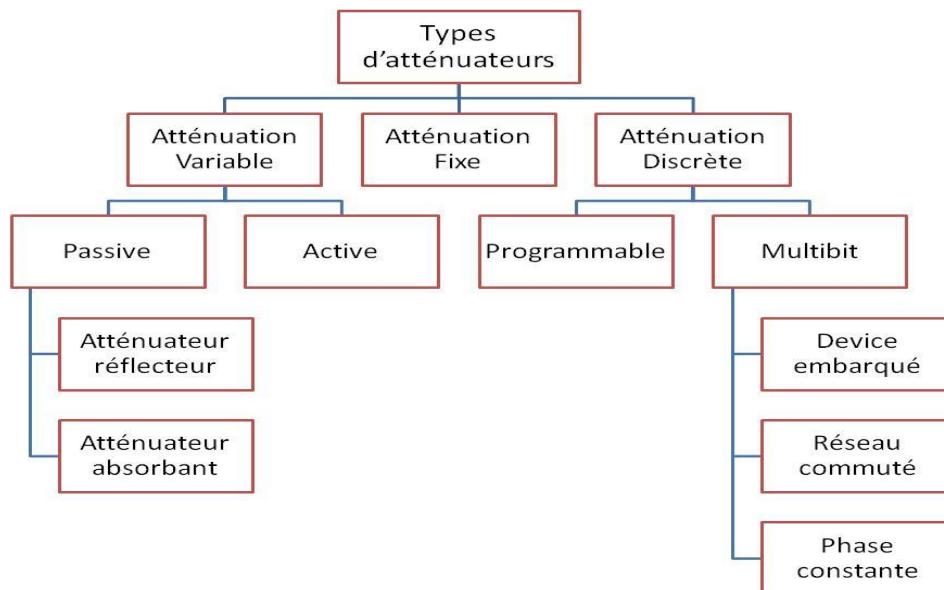 Types
d’atténuateurs
Atténuation
Variable
Atténuation
Fixe
Atténuation
Discrète
Passive
Active
Programmable
Multibit
Atténuateur
réflecteur
Atténuateur
absorbant
Device
embarqué
Réseau
commuté
Phase
constante